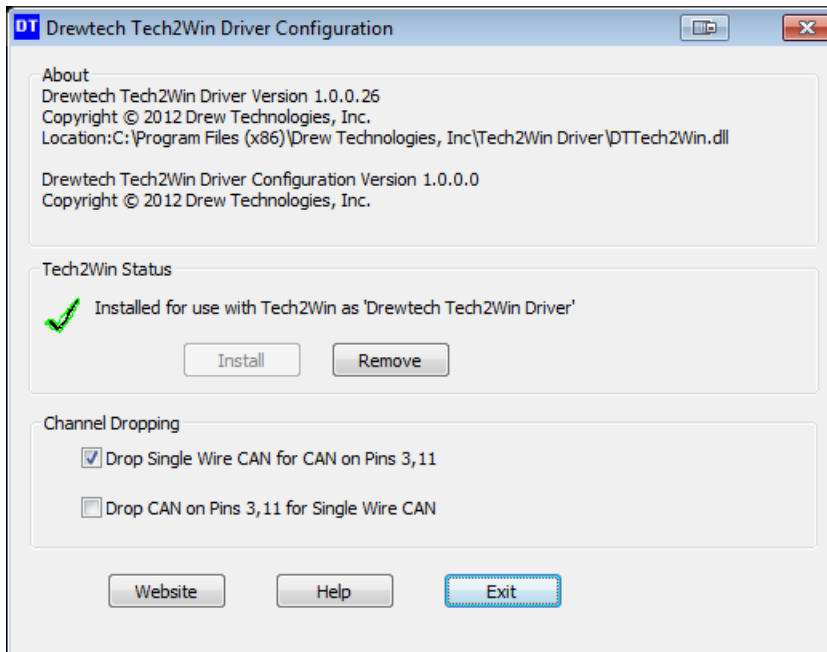 DT Drewtech Tech2Win Driver Configuration
About
Drewtech Tech2Win Driver Version 1.0.0.26
Copyright © 2012 Drew Technologies, Inc.
Location:C:\Program Files (x86)\Drew Technologies, Inc\Tech2Win Driver\DTTech2Win.dll
Drewtech Tech2Win Driver Configuration Version 1.0.0.0
Copyright © 2012 Drew Technologies, Inc.
Tech2Win Status
Installed for use with Tech2Win as 'Drewtech Tech2Win Driver'
Install Remove
Channel Dropping
Drop Single Wire CAN for CAN on Pins 3,11
Drop CAN on Pins 3,11 for Single Wire CAN
Website Help Exit